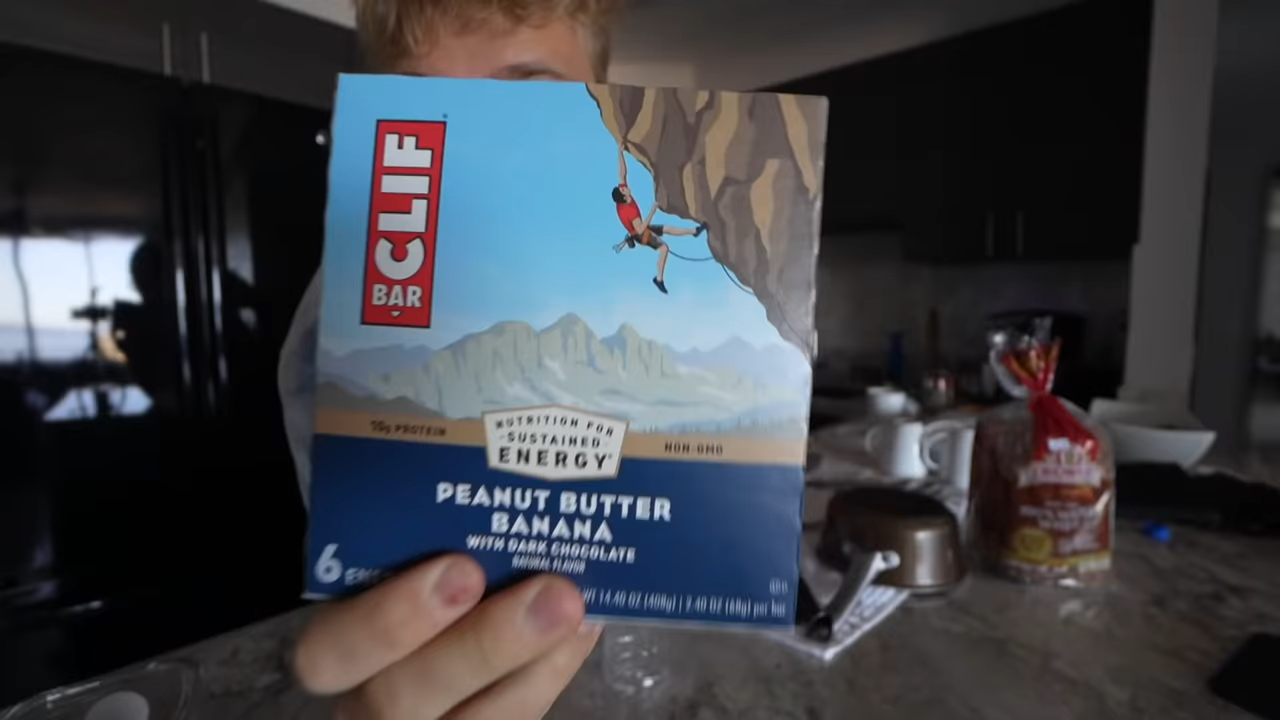 CLIF
BAR
10g PROTEIN
NUTRITION FOR
SUSTAINED
ENERGY®
NON-GMO
PEANUT BUTTER
BANANA
WITH DARK CHOCOLATE
NATURAL FLAVOR
6
WT 14.40 OZ (408g) | 2.40 OZ (68g) per bar